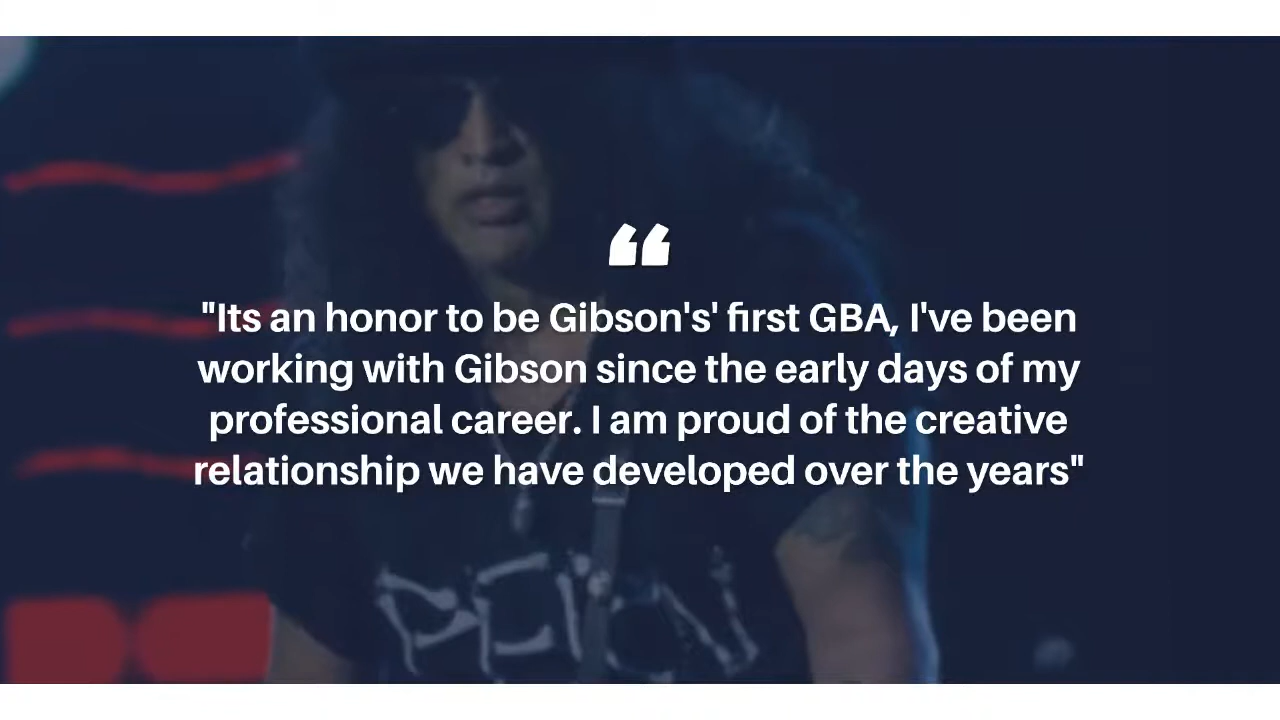 ❝
"Its an honor to be Gibson's' first GBA, I've been
working with Gibson since the early days of my
professional career. I am proud of the creative
relationship we have developed over the years"